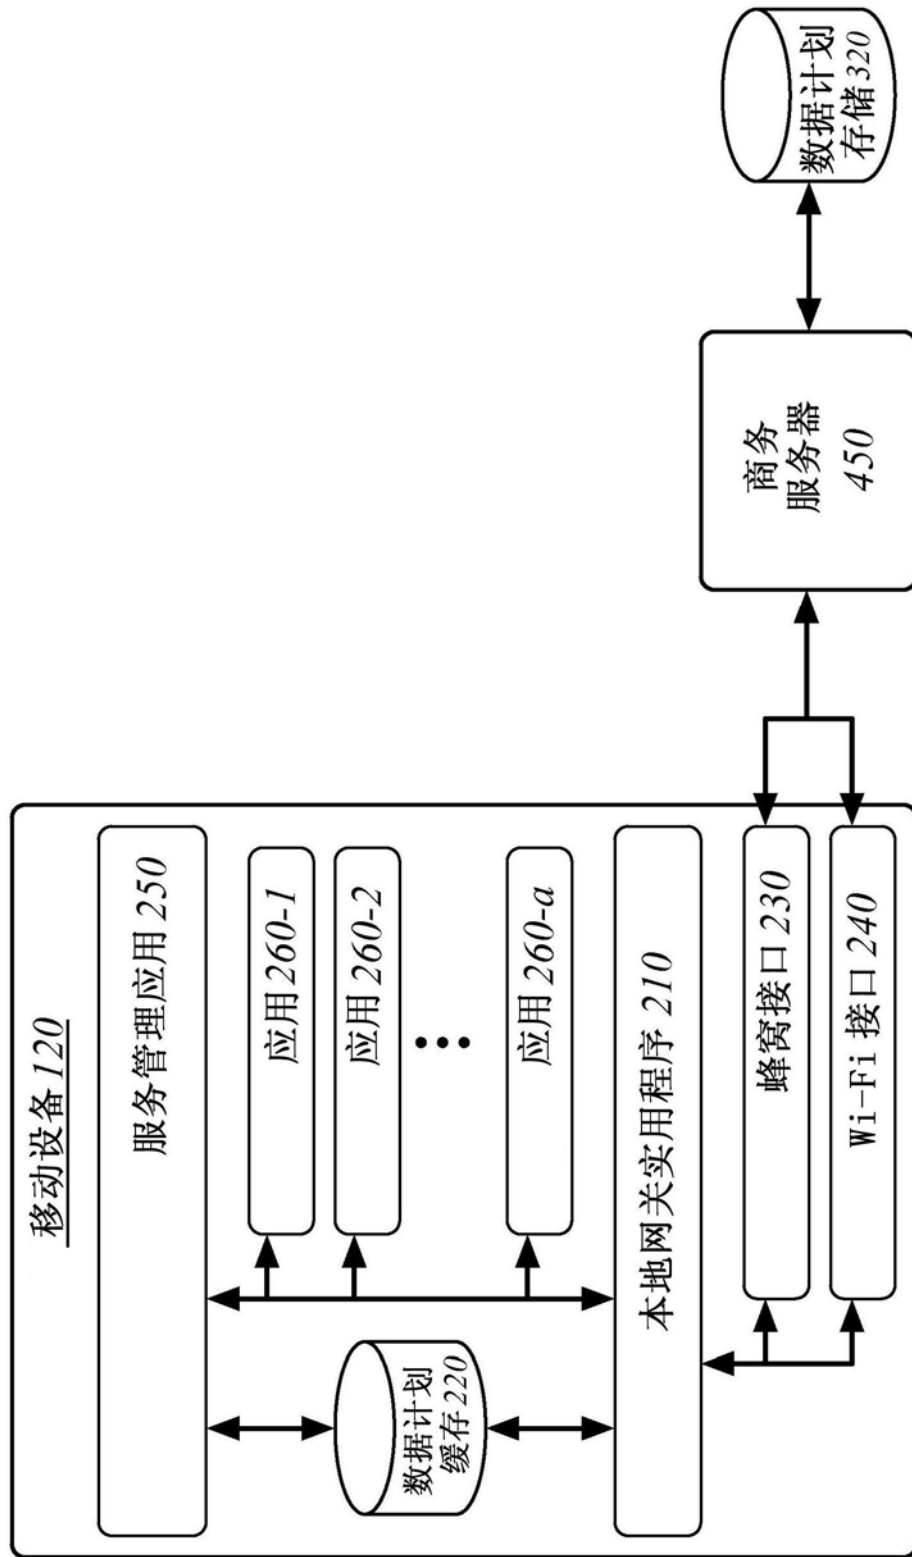 移动设备 120
服务管理应用 250
应用 260-1
应用 260-2
应用 260-a
数据计划
缓存 220
本地网关实用程序 210
蜂窝接口 230
Wi-Fi 接口 240
商务
服务器
450
数据计划
存储 320